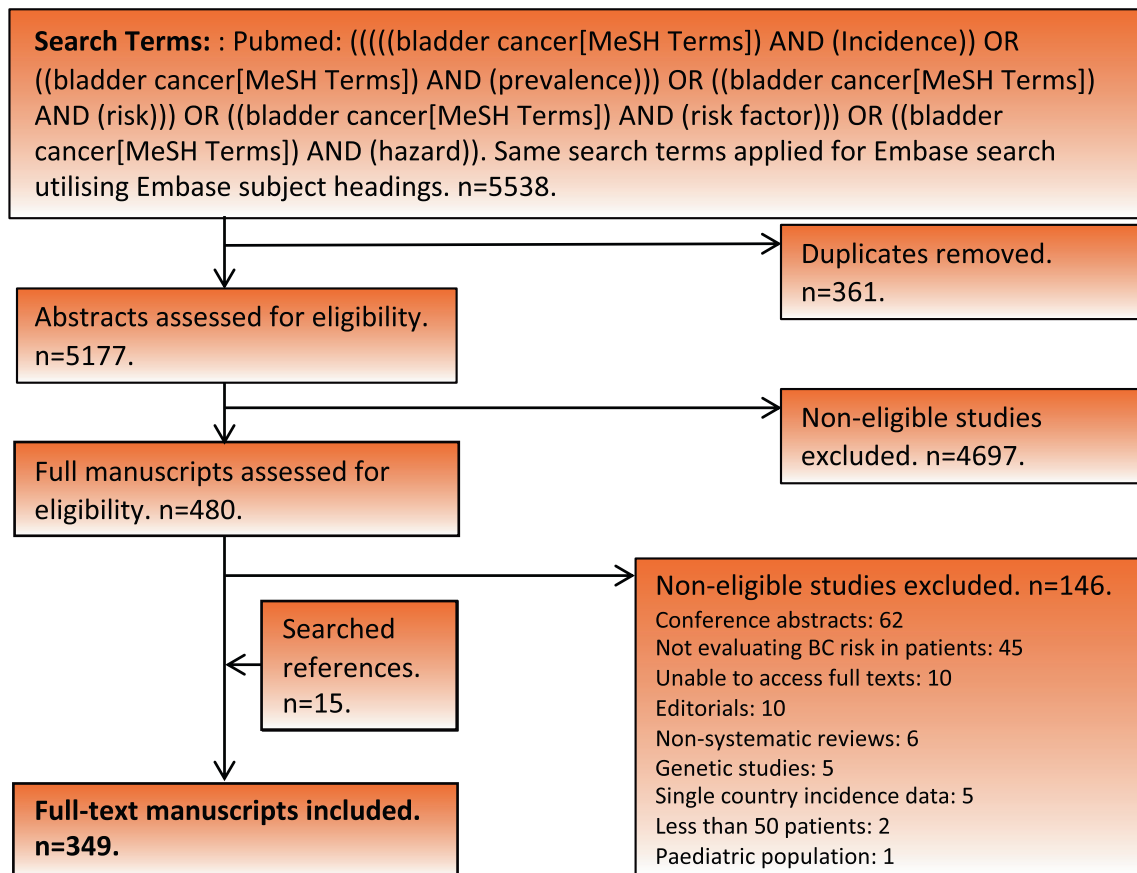 Search Terms: : Pubmed: (((((bladder cancer[MeSH Terms]) AND (Incidence)) OR
((bladder cancer[MeSH Terms]) AND (prevalence))) OR ((bladder cancer[MeSH Terms])
AND (risk))) OR ((bladder cancer[MeSH Terms]) AND (risk factor))) OR ((bladder
cancer[MeSH Terms]) AND (hazard)). Same search terms applied for Embase search
utilising Embase subject headings. n=5538.
Duplicates removed.
n=361.
Abstracts assessed for eligibility.
n=5177.
Non-eligible studies
excluded. n=4697.
Full manuscripts assessed for
eligibility. n=480.
Non-eligible studies excluded. n=146.
Conference abstracts: 62
Not evaluating BC risk in patients: 45
Unable to access full texts: 10
Editorials: 10
Non-systematic reviews: 6
Genetic studies: 5
Single country incidence data: 5
Less than 50 patients: 2
Paediatric population: 1
Searched
references.
n=15.
Full-text manuscripts included.
n=349.